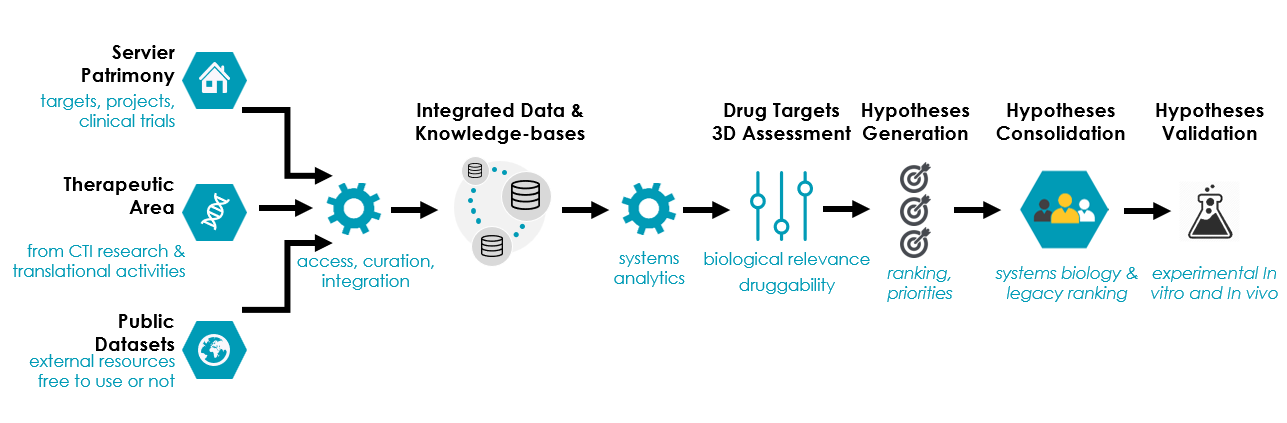 Servier
Patrimony
targets, projects,
clinical trials
Therapeutic
Area
from CTI research &
translational activities
Public
Datasets
external resources
free to use or not
access, curation,
integration
Integrated Data &
Knowledge-bases
systems
analytics
Drug Targets
3D Assessment
biological relevance
druggability
Hypotheses
Generation
ranking,
priorities
Hypotheses
Consolidation
systems biology &
legacy ranking
Hypotheses
Validation
experimental In
vitro and In vivo